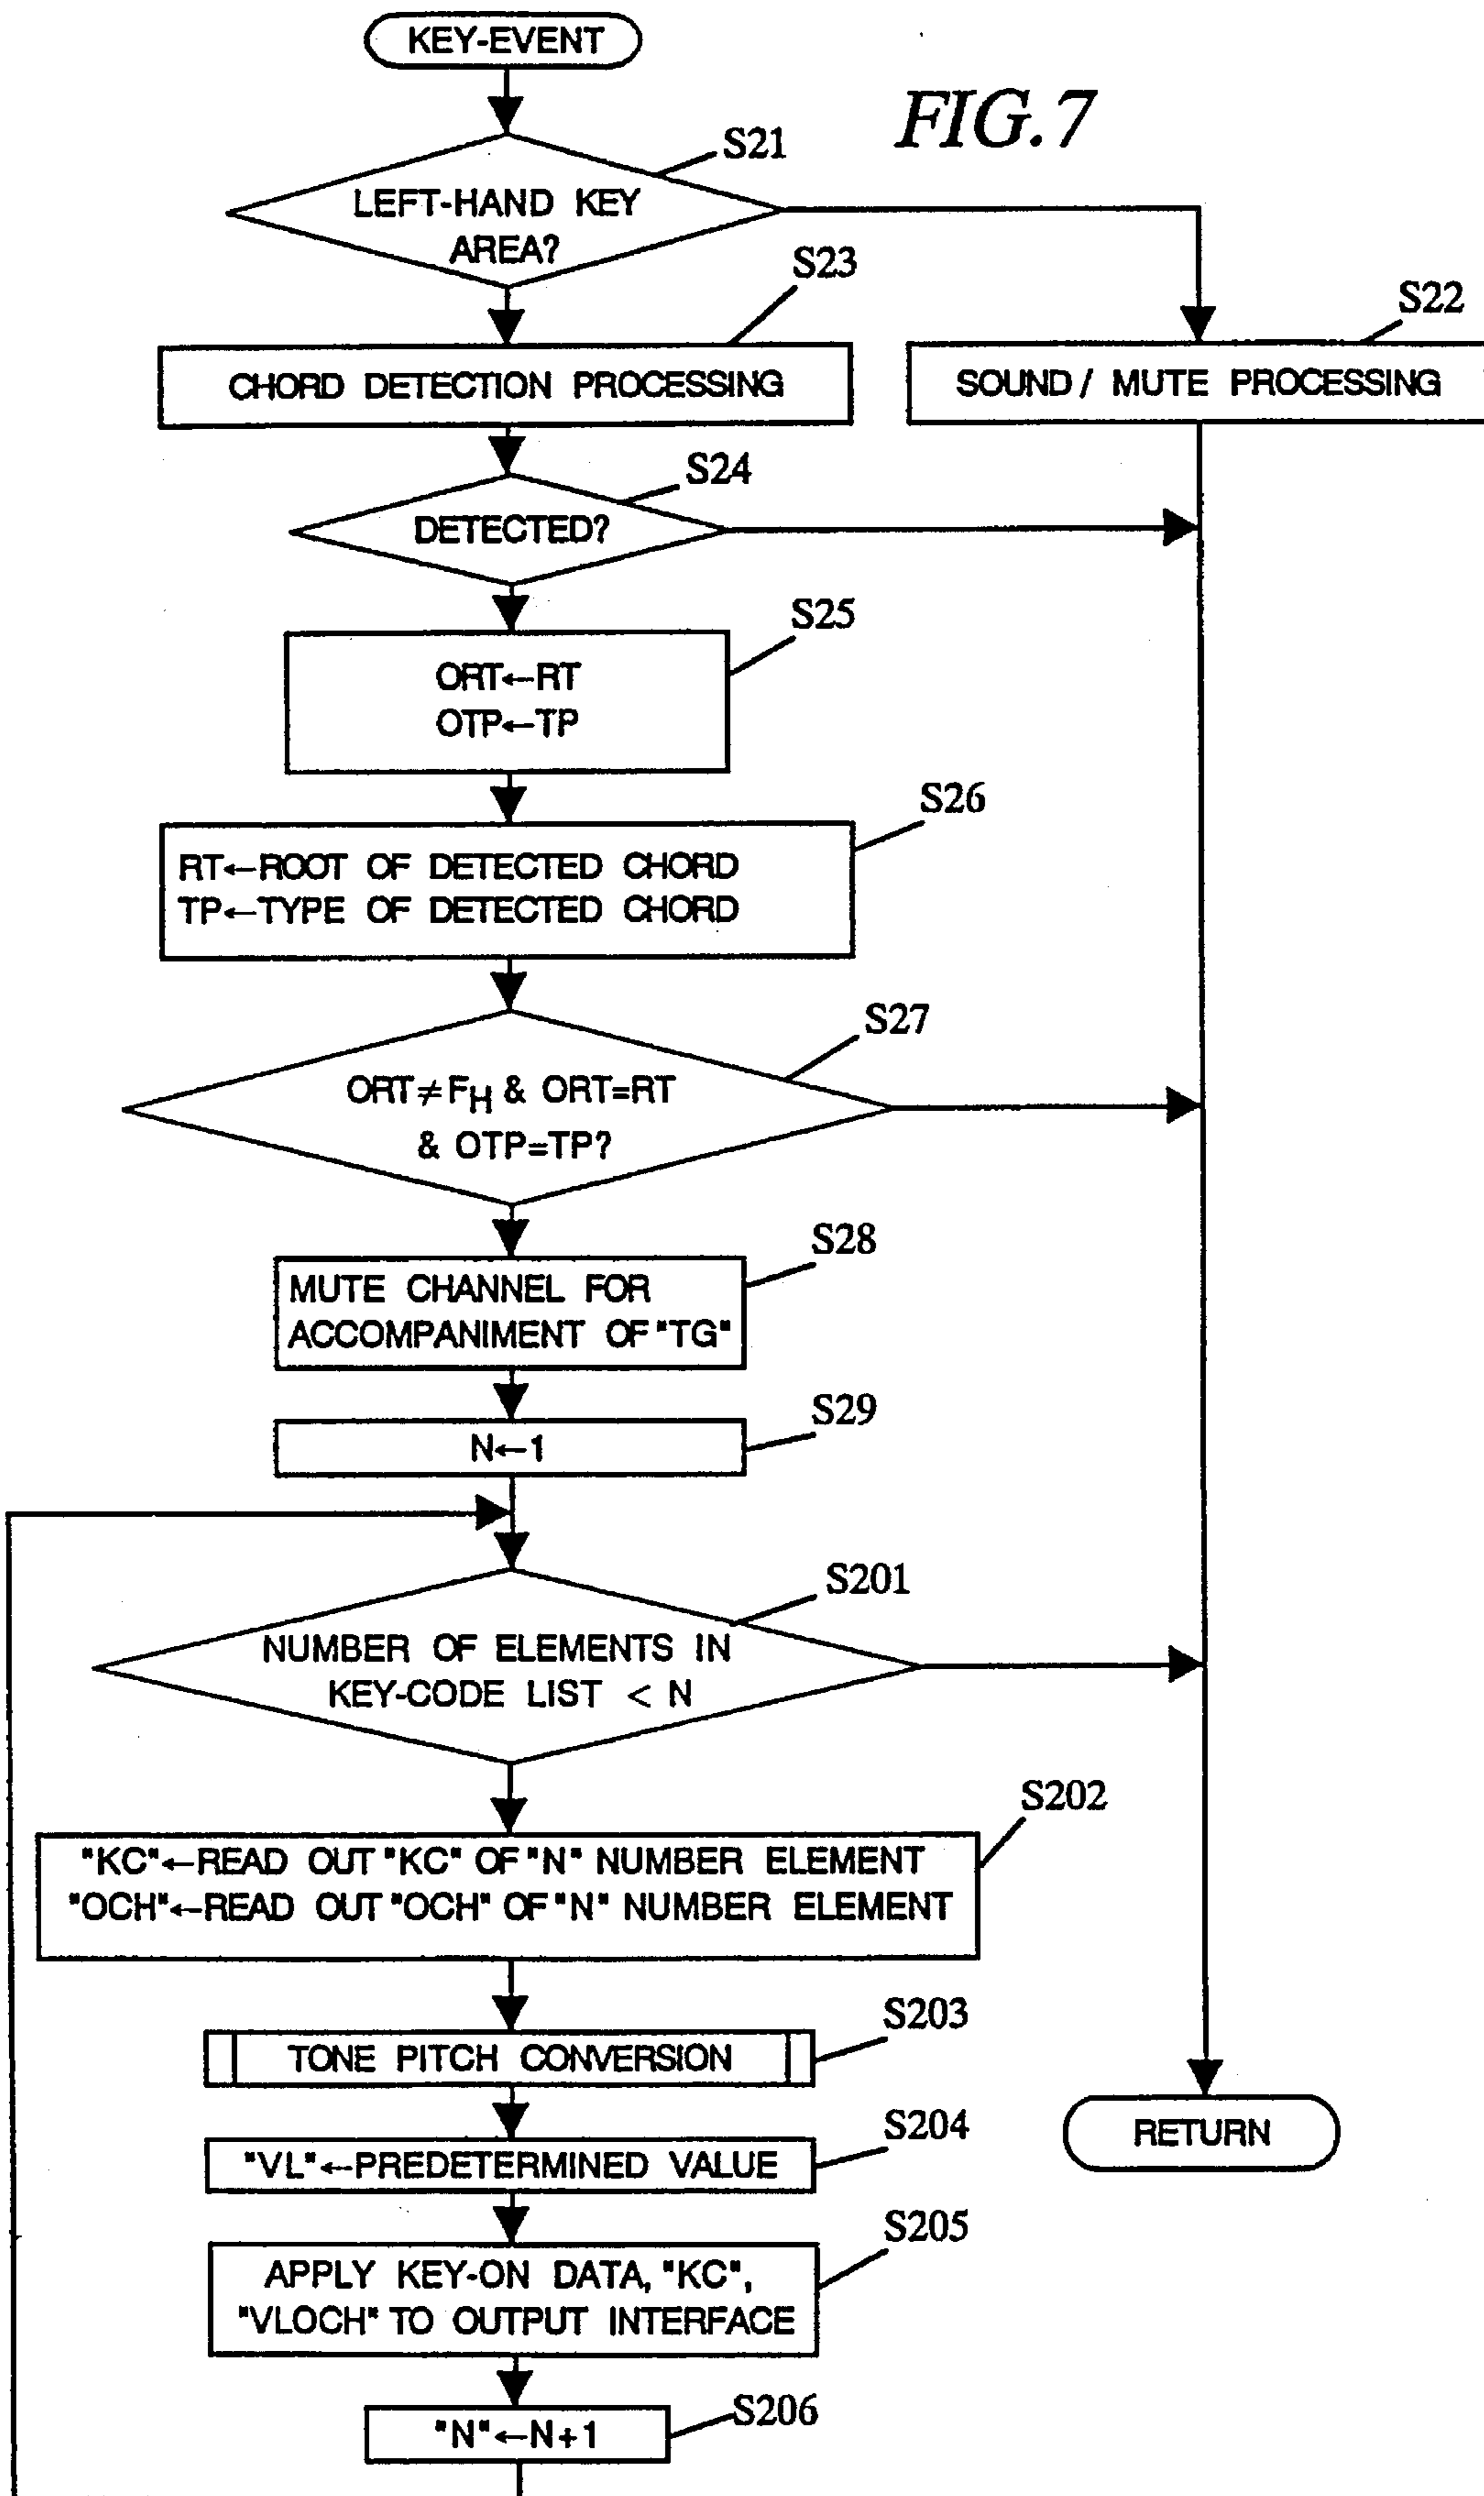 KEY-EVENT
FIG.7
S21
LEFT-HAND KEY
AREA?
S23
S22
CHORD DETECTION PROCESSING
SOUND / MUTE PROCESSING
S24
DETECTED?
S25
ORT←RT
OTP←TP
S26
RT←ROOT OF DETECTED CHORD
TP←TYPE OF DETECTED CHORD
S27
ORT≠FH & ORT=RT
& OTP=TP?
S28
MUTE CHANNEL FOR
ACCOMPANIMENT OF "TG"
S29
N←1
S201
NUMBER OF ELEMENTS IN
KEY-CODE LIST < N
S202
"KC"←READ OUT "KC" OF "N" NUMBER ELEMENT
"OCH"←READ OUT "OCH" OF "N" NUMBER ELEMENT
S203
TONE PITCH CONVERSION
S204
"VL"←PREDETERMINED VALUE
RETURN
S205
APPLY KEY-ON DATA, "KC",
"VLOCH" TO OUTPUT INTERFACE
S206
"N"←N+1